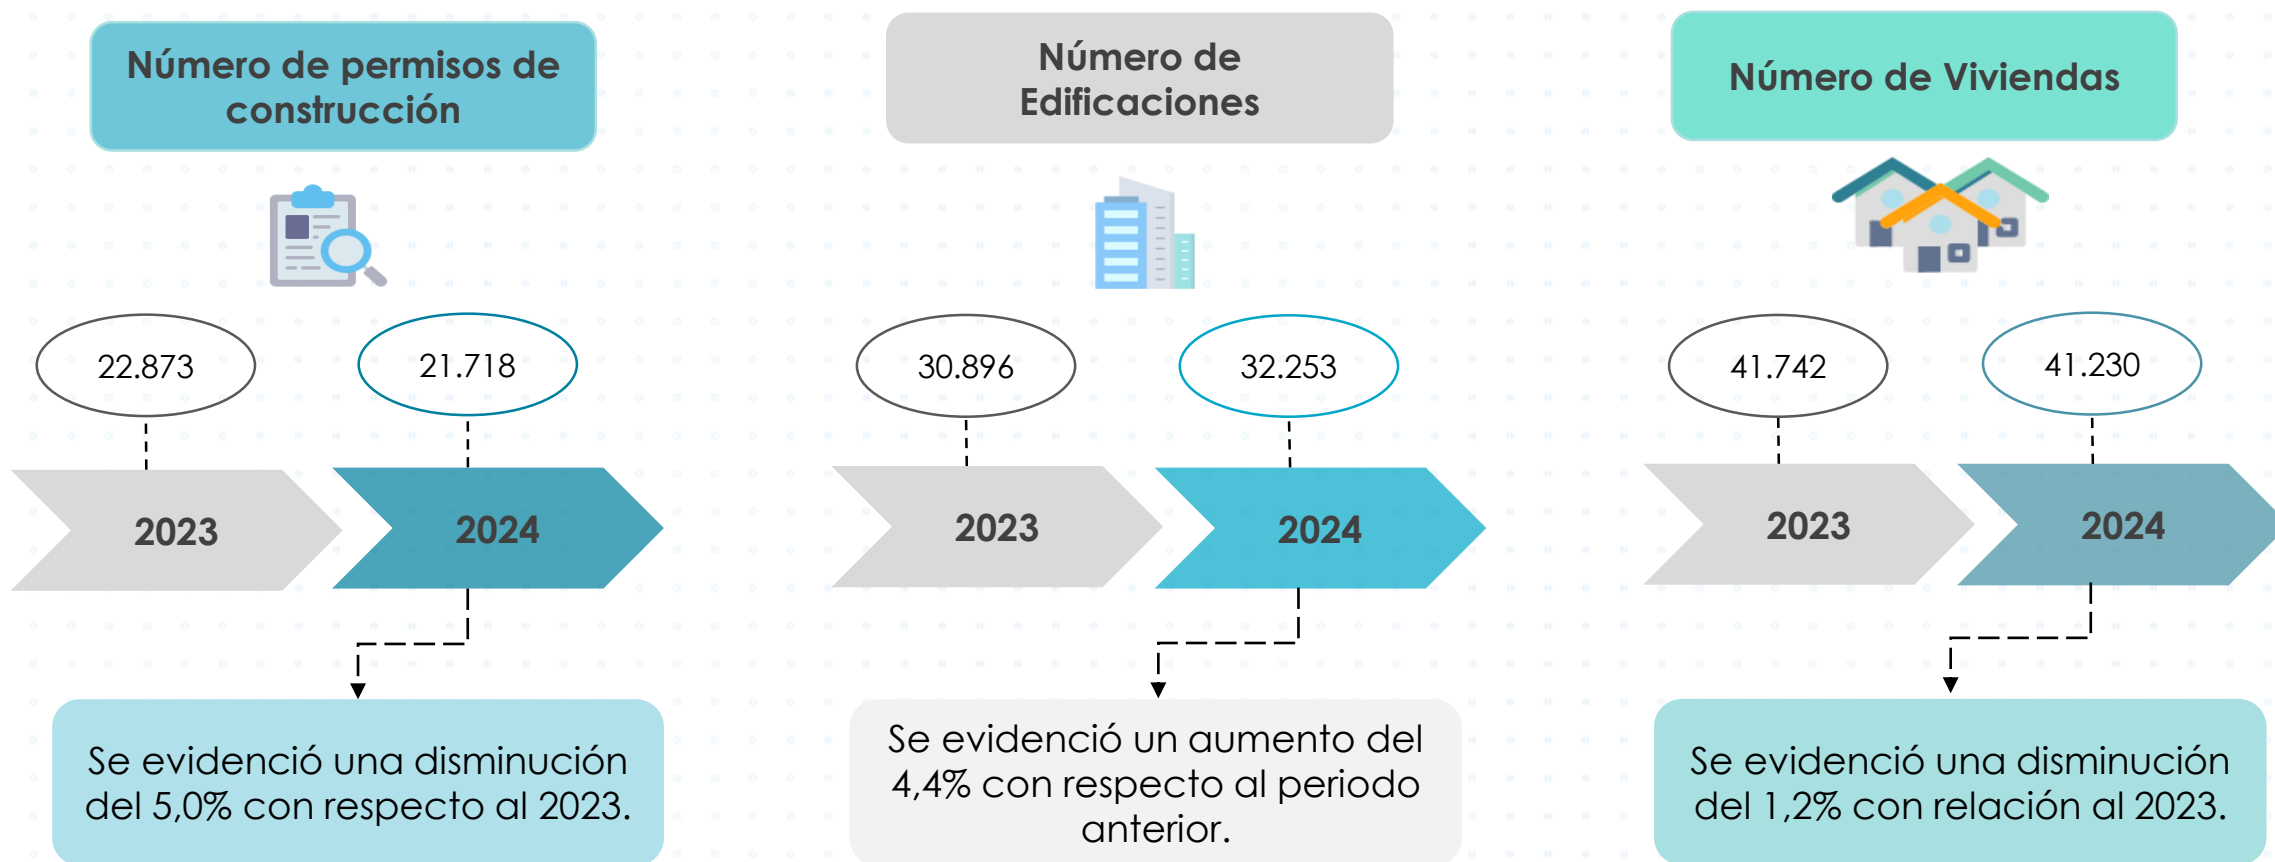 Número de permisos de
construcción
22.873
21.718
2023
2024
Se evidenció una disminución
del 5,0% con respecto al 2023.
Número de
Edificaciones
30.896
32.253
2023
2024
Se evidenció un aumento del
4,4% con respecto al periodo
anterior.
Número de Viviendas
41.742
41.230
2023
2024
Se evidenció una disminución
del 1,2% con relación al 2023.